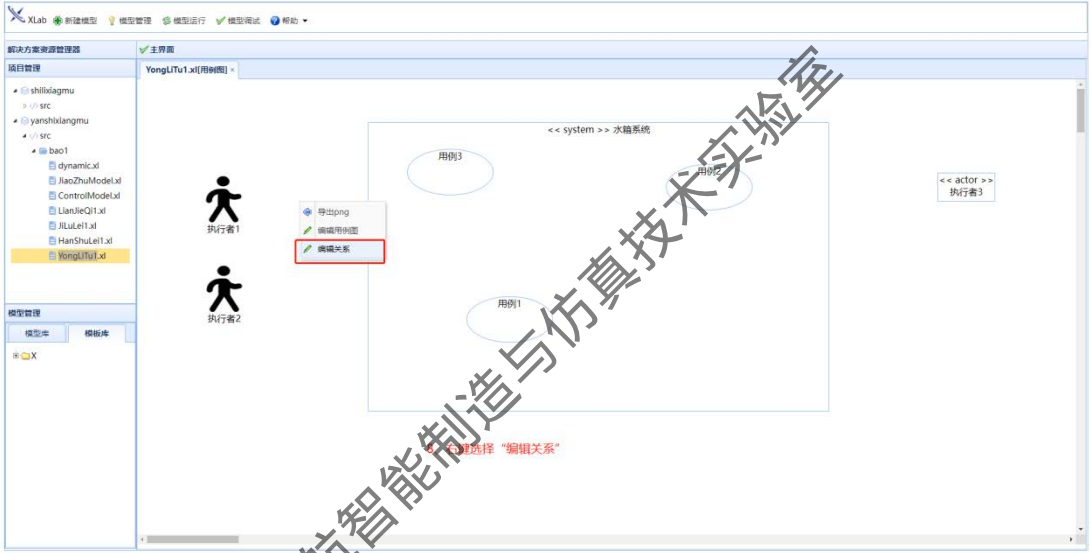 XLab 新建模型 模型管理 模型运行 模型调试 帮助
解决方案资源管理器
主界面
项目管理
YongLiTu1.xl[用例图] ×
shilixiagmu
src
yanshixiangmu
src
bao1
dynamic.xl
JiaoZhuModel.xl
ControlModel.xl
LianJieQi1.xl
JiLuLei1.xl
HanShuLei1.xl
YongLiTu1.xl
模型管理
模型库 模板库
X
<< system >> 水箱系统
用例3
用例2
<< actor >>
执行者3
执行者1
导出png
编辑用例图
编辑关系
执行者2
用例1
8、右键选择“编辑关系”
航智能制造与仿真技术实验室